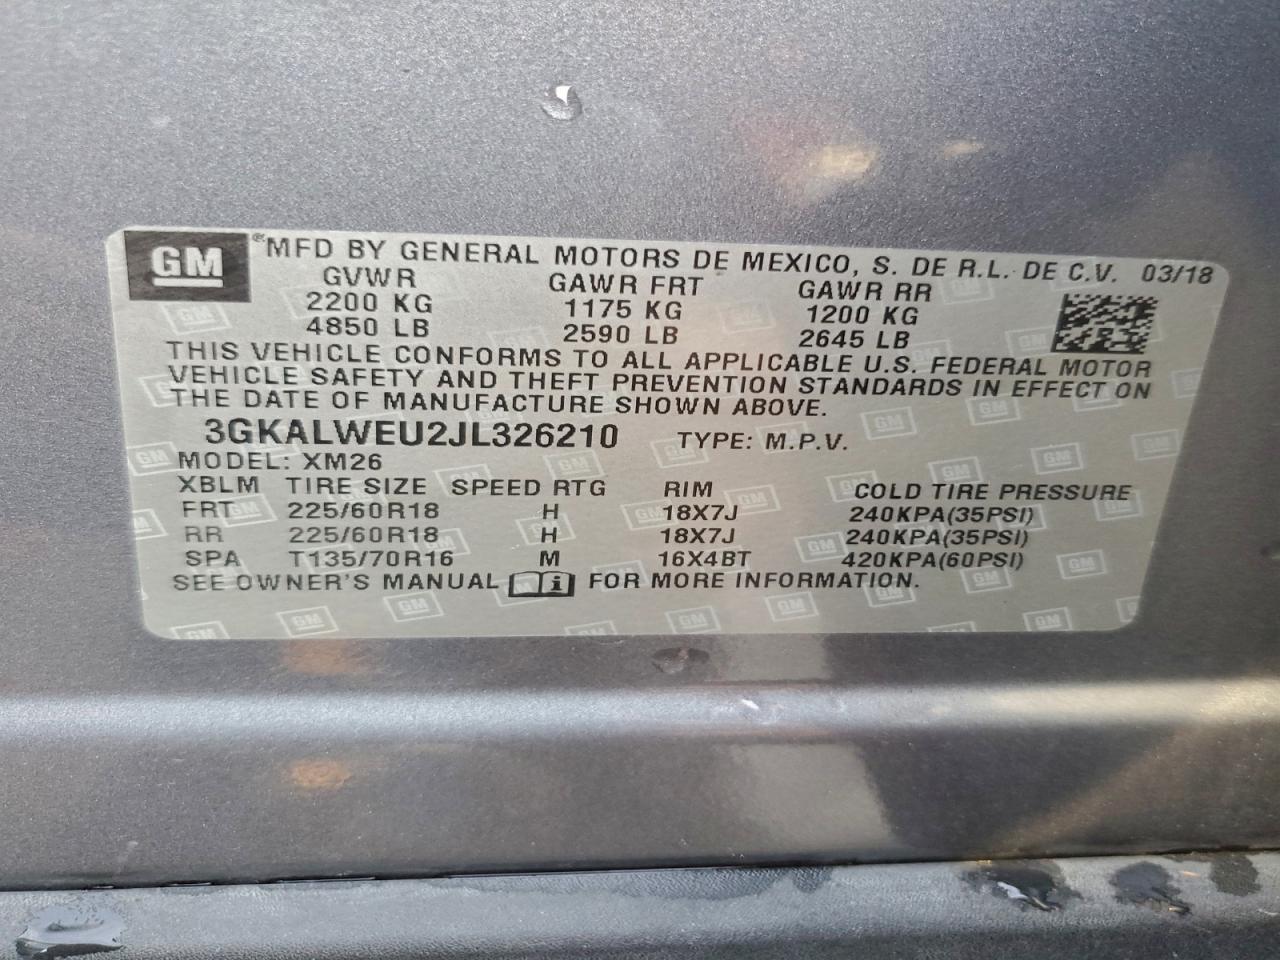 GM ®MFD BY GENERAL MOTORS DE MEXICO, S. DE R.L. DE C.V. 03/18
GVWR GAWR FRT GAWR RR
2200 KG 1175 KG 1200 KG
4850 LB 2590 LB 2645 LB
THIS VEHICLE CONFORMS TO ALL APPLICABLE U.S. FEDERAL MOTOR
VEHICLE SAFETY AND THEFT PREVENTION STANDARDS IN EFFECT ON
THE DATE OF MANUFACTURE SHOWN ABOVE.
3GKALWEU2JL326210 TYPE: M.P.V.
MODEL: XM26
XBLM TIRE SIZE SPEED RTG RIM COLD TIRE PRESSURE
FRT 225/60R18 H 18X7J 240KPA(35PSI)
RR 225/60R18 H 18X7J 240KPA(35PSI)
SPA T135/70R16 M 16X4BT 420KPA(60PSI)
SEE OWNER'S MANUAL FOR MORE INFORMATION.